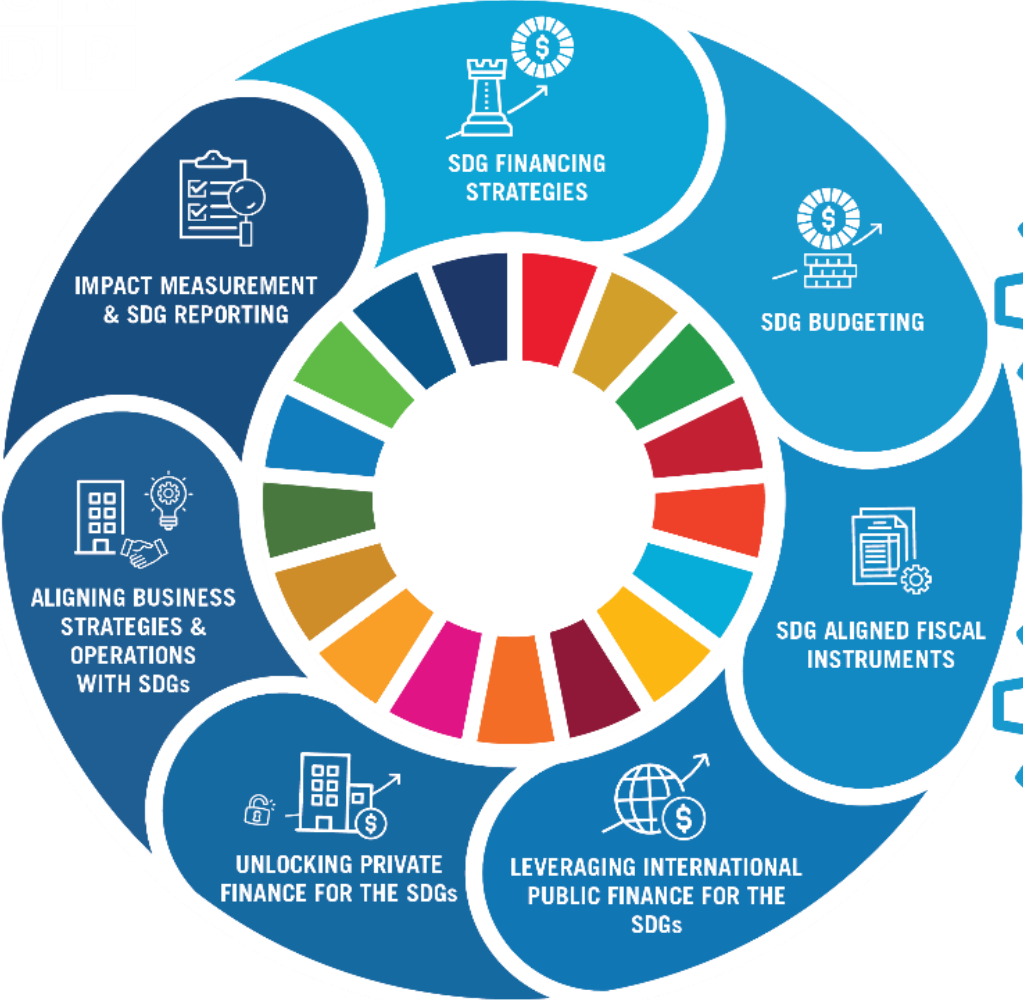 SDG FINANCING
STRATEGIES
SDG BUDGETING
SDG ALIGNED FISCAL
INSTRUMENTS
LEVERAGING INTERNATIONAL
PUBLIC FINANCE FOR THE
SDGs
UNLOCKING PRIVATE
FINANCE FOR THE SDGs
ALIGNING BUSINESS
STRATEGIES &
OPERATIONS
WITH SDGs
IMPACT MEASUREMENT
& SDG REPORTING